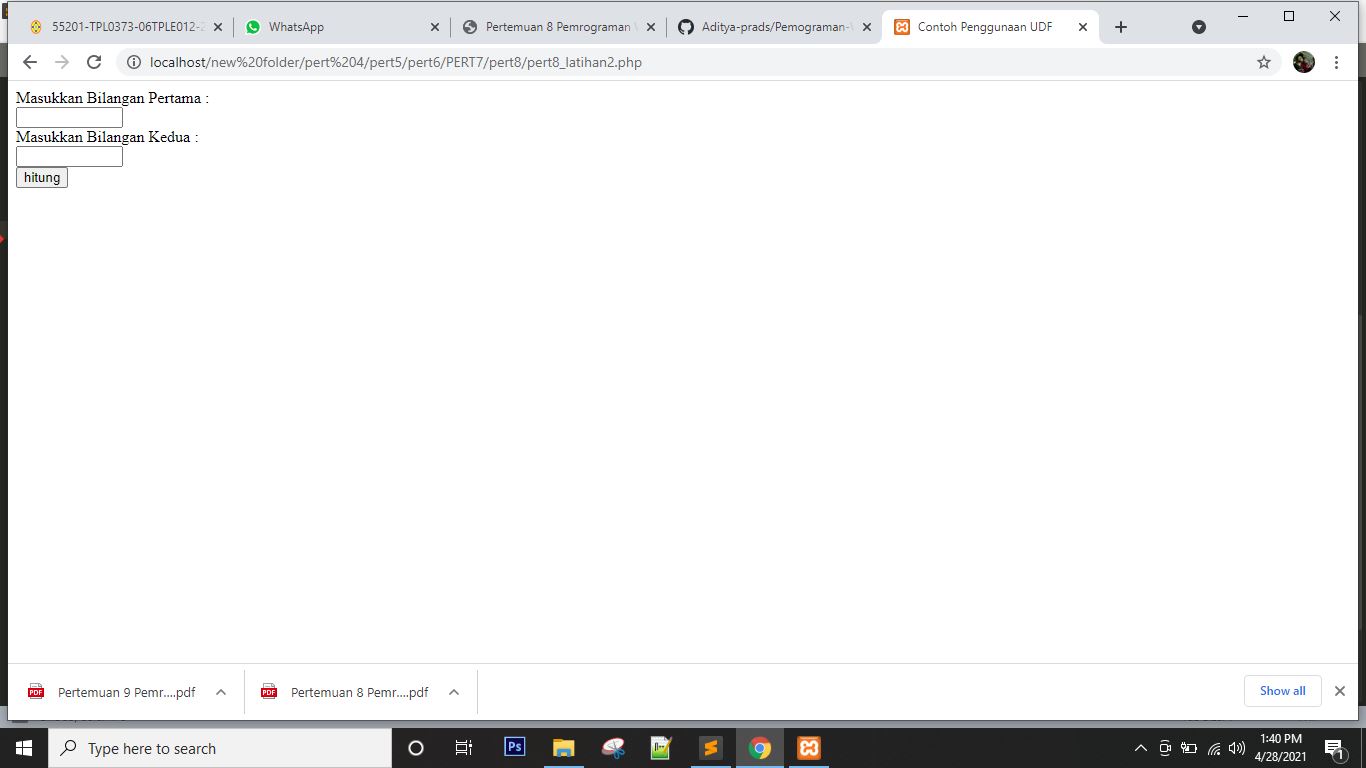 55201-TPL0373-06TPLE012-
WhatsApp
Pertemuan 8 Pemrograman
Aditya-prads/Pemograman-
Contoh Penggunaan UDF
localhost/new%20folder/pert%204/pert5/pert6/PERT7/pert8/pert8_latihan2.php
Masukkan Bilangan Pertama :
Masukkan Bilangan Kedua :
hitung
Pertemuan 9 Pemr....pdf
Pertemuan 8 Pemr....pdf
Show all
Type here to search
Ps
1:40 PM
4/28/2021
1